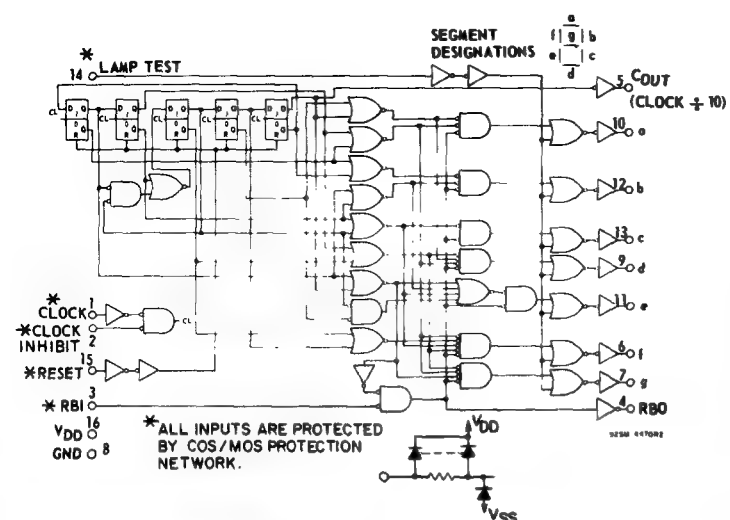 *
14 LAMP TEST
SEGMENT
DESIGNATIONS
a
f g b
e c
d
5 COUT
(CLOCK ÷ 10)
CL D Q CL D Q CL D Q CL D Q CL D Q
R R R R R
10 a
12 b
13 c
9 d
11 e
6 f
7 g
4 RBO
*
CLOCK 1
CL
*CLOCK
INHIBIT 2
15
*RESET
3
*RBI
16
VDD
GND 8
*ALL INPUTS ARE PROTECTED
BY COS/MOS PROTECTION
NETWORK.
VDD
VSS